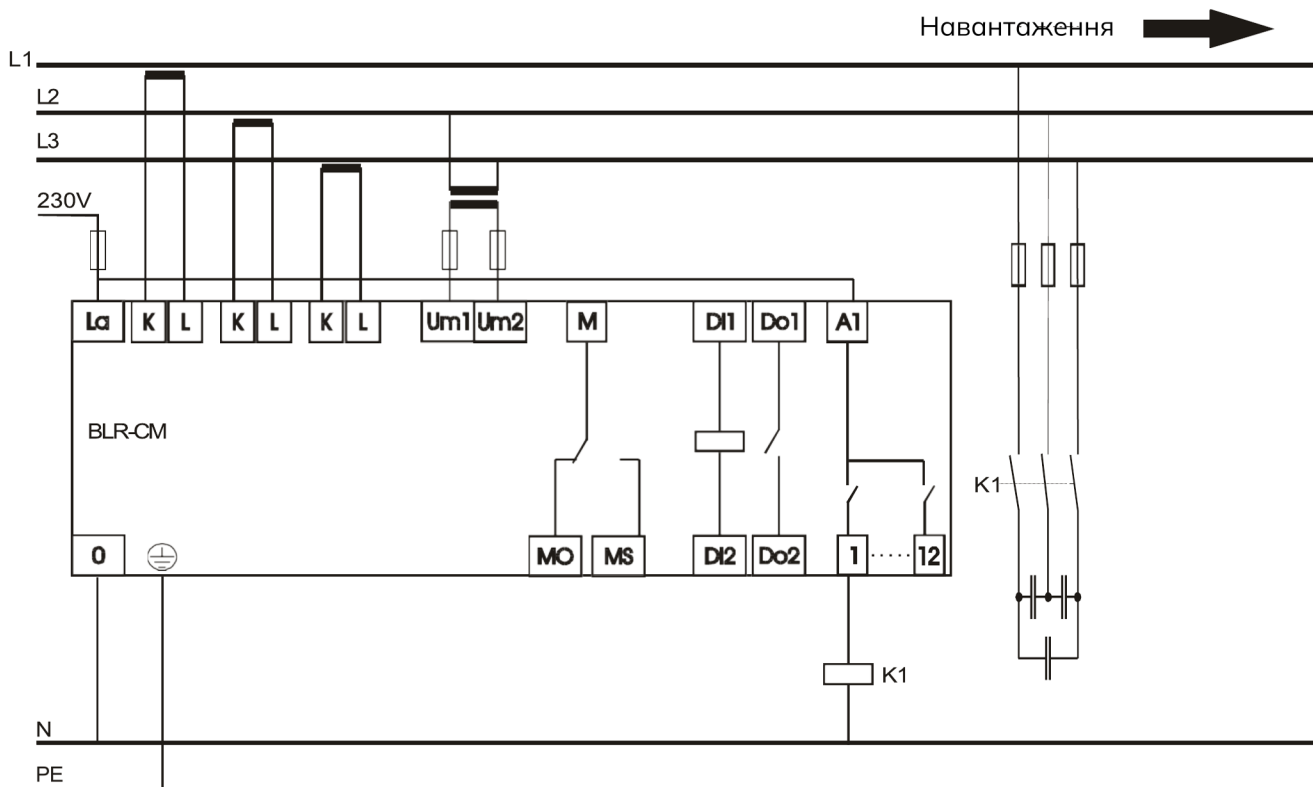 Навантаження
L1
L2
L3
230V
La K L K L K L Um1 Um2 M DI1 Do1 A1
BLR-CM
K1
0 MO MS DI2 Do2 1 ..... 12
K1
N
PE